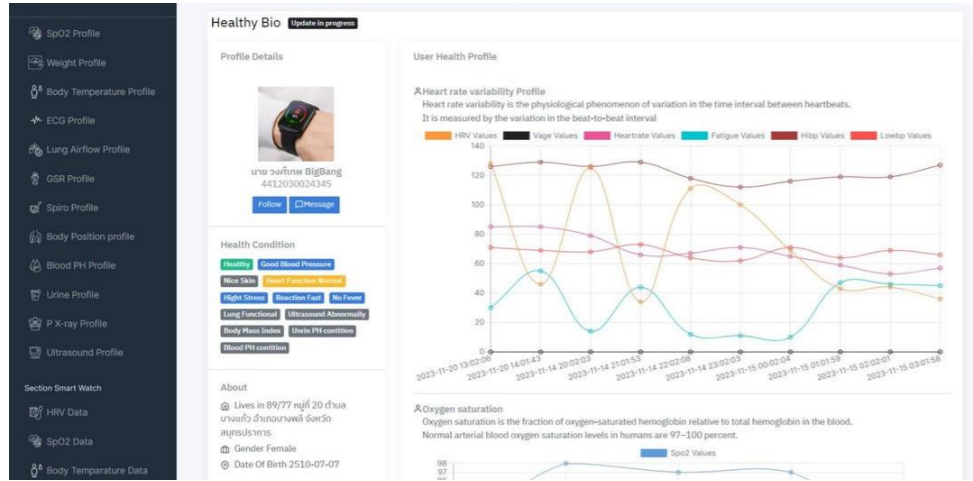 SpO2 Profile
Weight Profile
Body Temperature Profile
ECG Profile
Lung Airflow Profile
GSR Profile
Spiro Profile
Body Position profile
Blood PH Profile
Urine Profile
P X-ray Profile
Ultrasound Profile
Section Smart Watch
HRV Data
SpO2 Data
Body Temparature Data
Healthy Bio Update in progress
Profile Details
นาย วงศ์เทพ BigBang
4412030024345
Follow Message
Health Condition
Healthy Good Blood Pressure
Nice Skin Heart Function Normal
Hight Stress Reaction Fast No Fever
Lung Functional Ultrasound Abnormally
Body Mass Index Unrin PH contition
Blood PH contition
About
Lives in 89/77 หมู่ที่ 20 ตำบล
บางแก้ว อำเภอบางพลี จังหวัด
สมุทรปราการ
Gender Female
Date Of Birth 2510-07-07
User Health Profile
Heart rate variability Profile
Heart rate variability is the physiological phenomenon of variation in the time interval between heartbeats.
It is measured by the variation in the beat-to-beat interval
HRV Values Vage Values Heartrate Values Fatigue Values Hibp Values Lowbp Values
140
120
100
80
60
40
20
0
2023-11-20 13:02:06 2023-11-20 14:01:43 2023-11-14 20:02:03 2023-11-14 21:01:53 2023-11-14 22:02:08 2023-11-14 23:02:03 2023-11-15 00:02:14 2023-11-15 01:01:59 2023-11-15 02:02:01 2023-11-15 03:01:58
Oxygen saturation
Oxygen saturation is the fraction of oxygen-saturated hemoglobin relative to total hemoglobin in the blood.
Normal arterial blood oxygen saturation levels in humans are 97–100 percent.
Spo2 Values
98
97